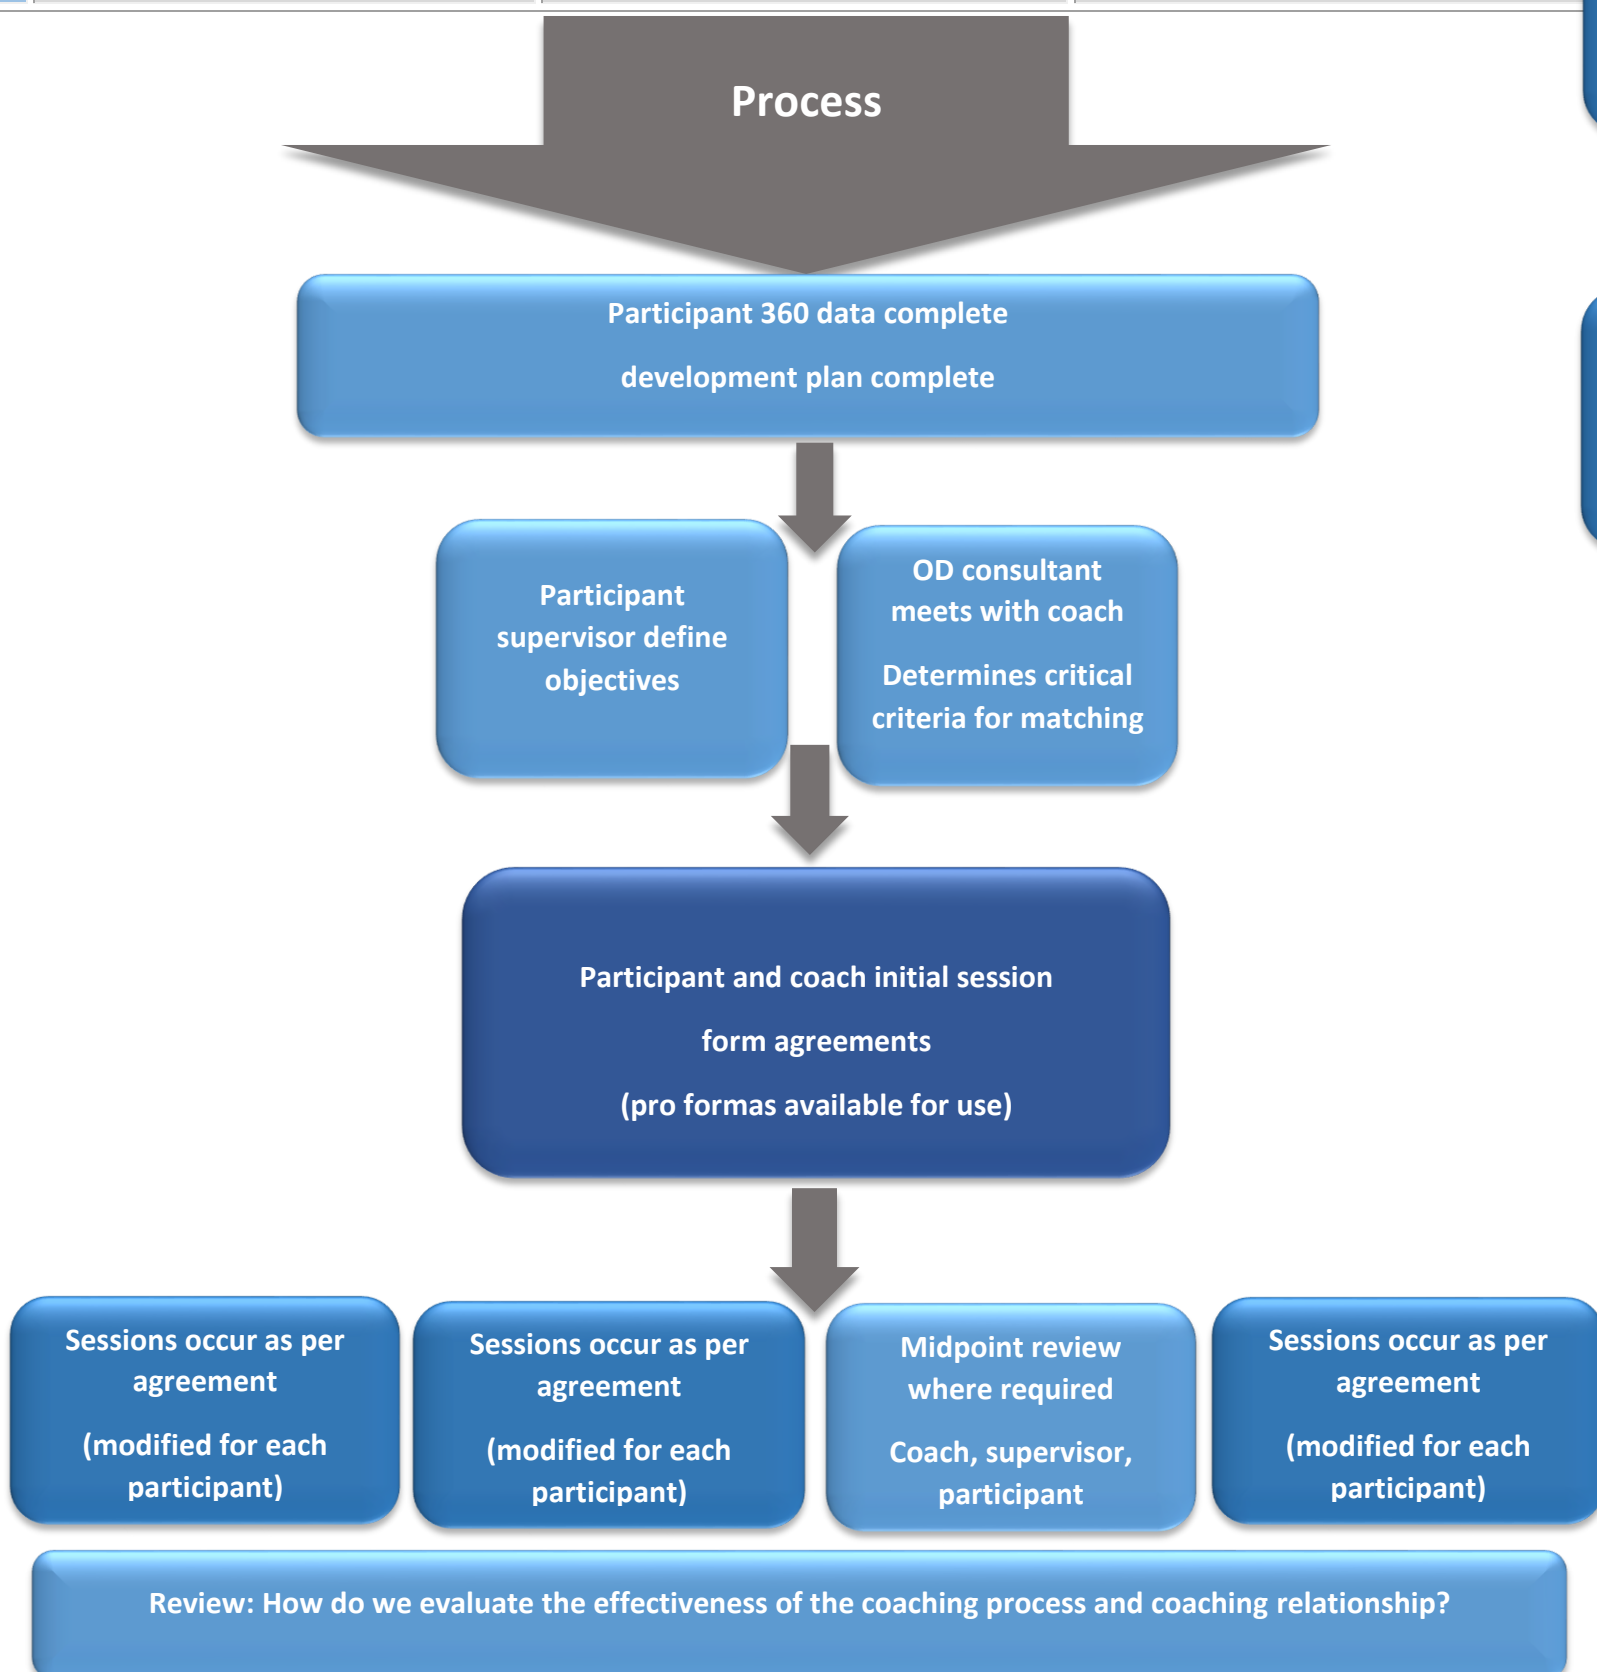 Process
Participant 360 data complete
development plan complete
Participant
supervisor define
objectives
OD consultant
meets with coach
Determines critical
criteria for matching
Participant and coach initial session
form agreements
(pro formas available for use)
Sessions occur as per
agreement
(modified for each
participant)
Sessions occur as per
agreement
(modified for each
participant)
Midpoint review
where required
Coach, supervisor,
participant
Sessions occur as per
agreement
(modified for each
participant)
Review: How do we evaluate the effectiveness of the coaching process and coaching relationship?